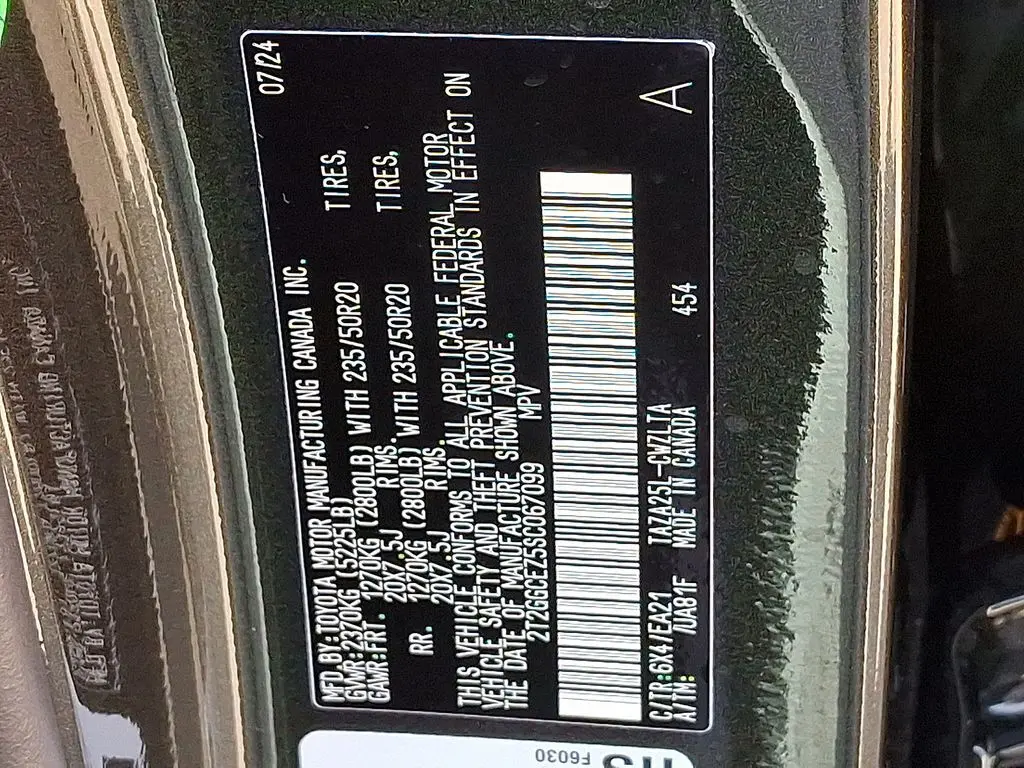 07/24
MFD.BY:TOYOTA MOTOR MANUFACTURING CANADA INC.
GVWR:2370KG (5225LB)
GAWR:FRT. 1270KG (2800LB) WITH 235/50R20 TIRES,
20X7.5J RIMS.
RR. 1270KG (2800LB) WITH 235/50R20 TIRES,
20X7.5J RIMS.
THIS VEHICLE CONFORMS TO ALL APPLICABLE FEDERAL MOTOR
VEHICLE SAFETY AND THEFT PREVENTION STANDARDS IN EFFECT ON
THE DATE OF MANUFACTURE SHOWN ABOVE.
2T2GGCEZ5SC067099 MPV
C/TR:6X4/EA21 TAZA25L-CWZLTA 454
A/TM: /UA81F MADE IN CANADA
A
F6030